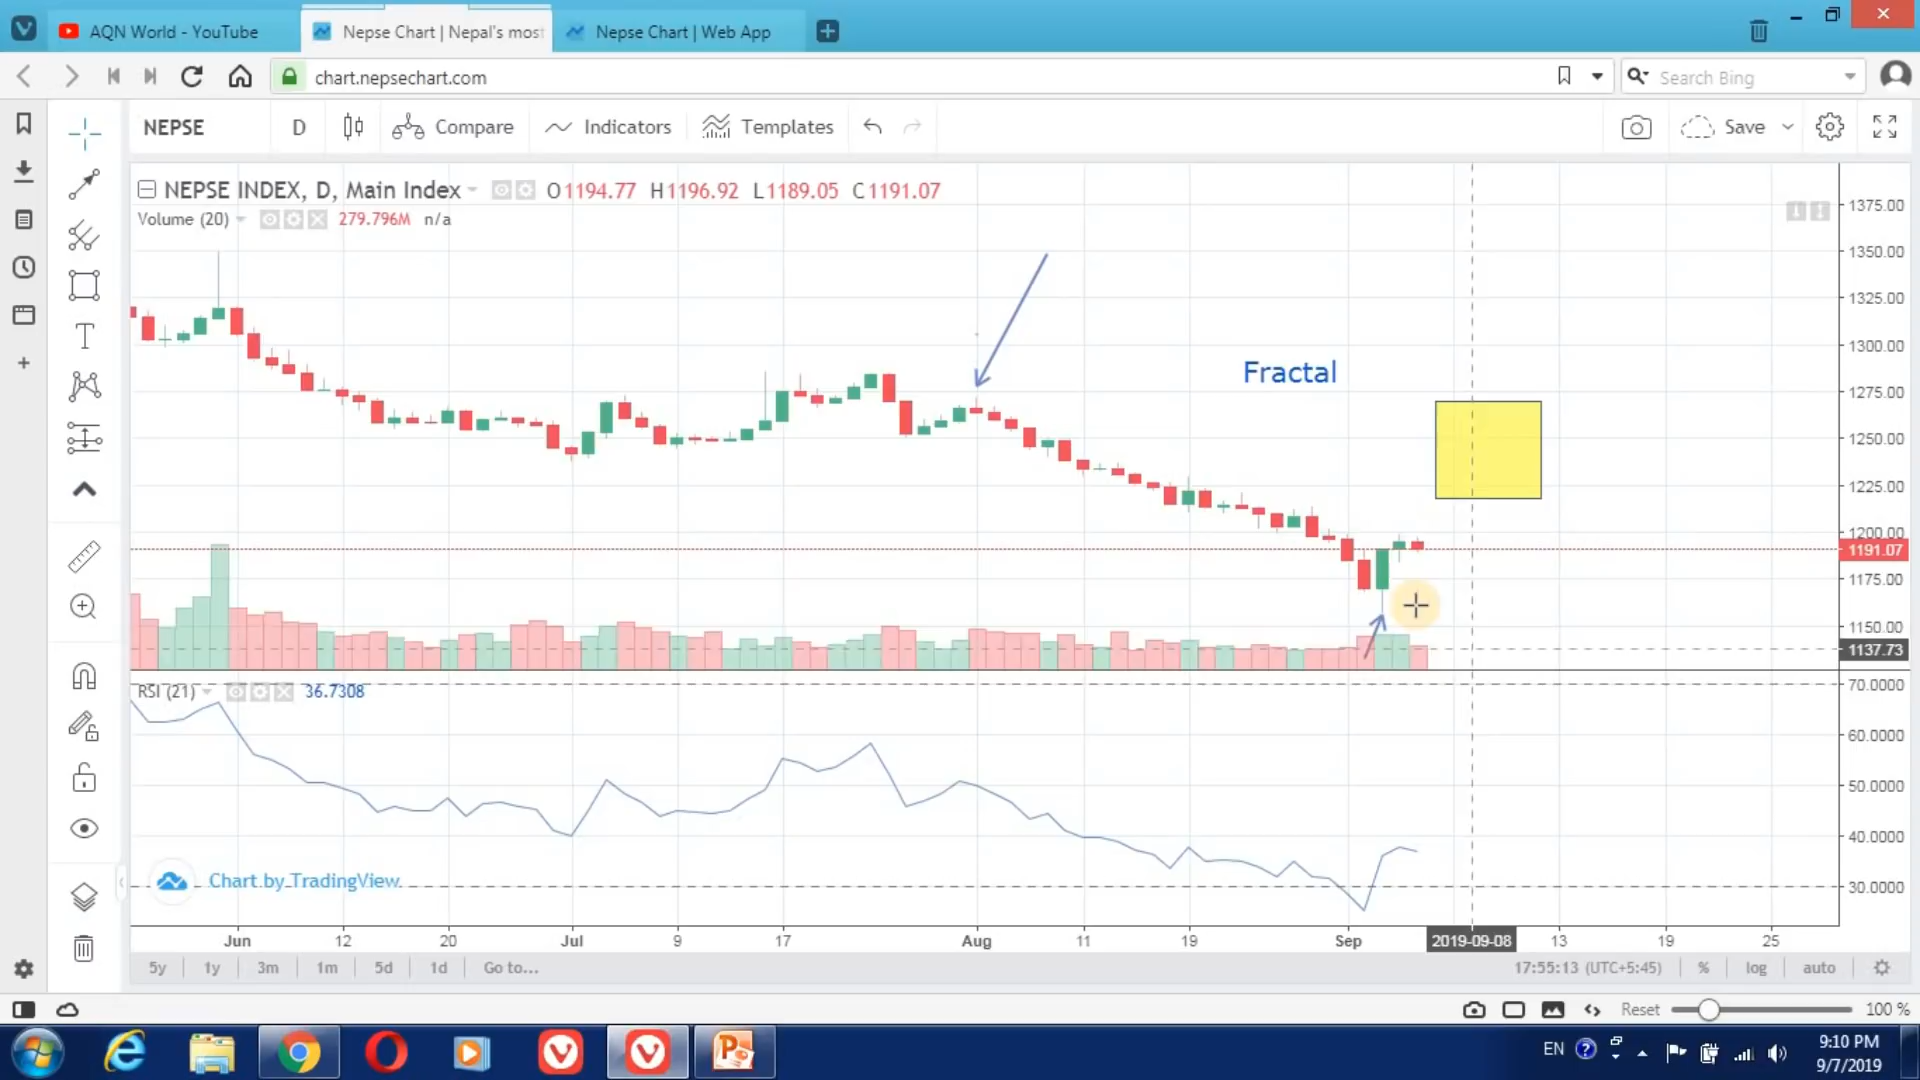 AQN World - YouTube
Nepse Chart | Nepal's most
Nepse Chart | Web App
chart.nepsechart.com
Search Bing
NEPSE
D
Compare
Indicators
Templates
Save
NEPSE INDEX, D, Main Index
O1194.77 H1196.92 L1189.05 C1191.07
Volume (20)
279.796M n/a
Fractal
1375.00
1350.00
1325.00
1300.00
1275.00
1250.00
1225.00
1200.00
1191.07
1175.00
1150.00
1137.73
RSI (21)
36.7308
70.0000
60.0000
50.0000
40.0000
30.0000
Chart by TradingView
Jun 12 20 Jul 9 17 Aug 11 19 Sep 2019-09-08 13 19 25
5y 1y 3m 1m 5d 1d Go to...
17:55:13 (UTC+5:45) % log auto
Reset 100 %
EN
9:10 PM
9/7/2019